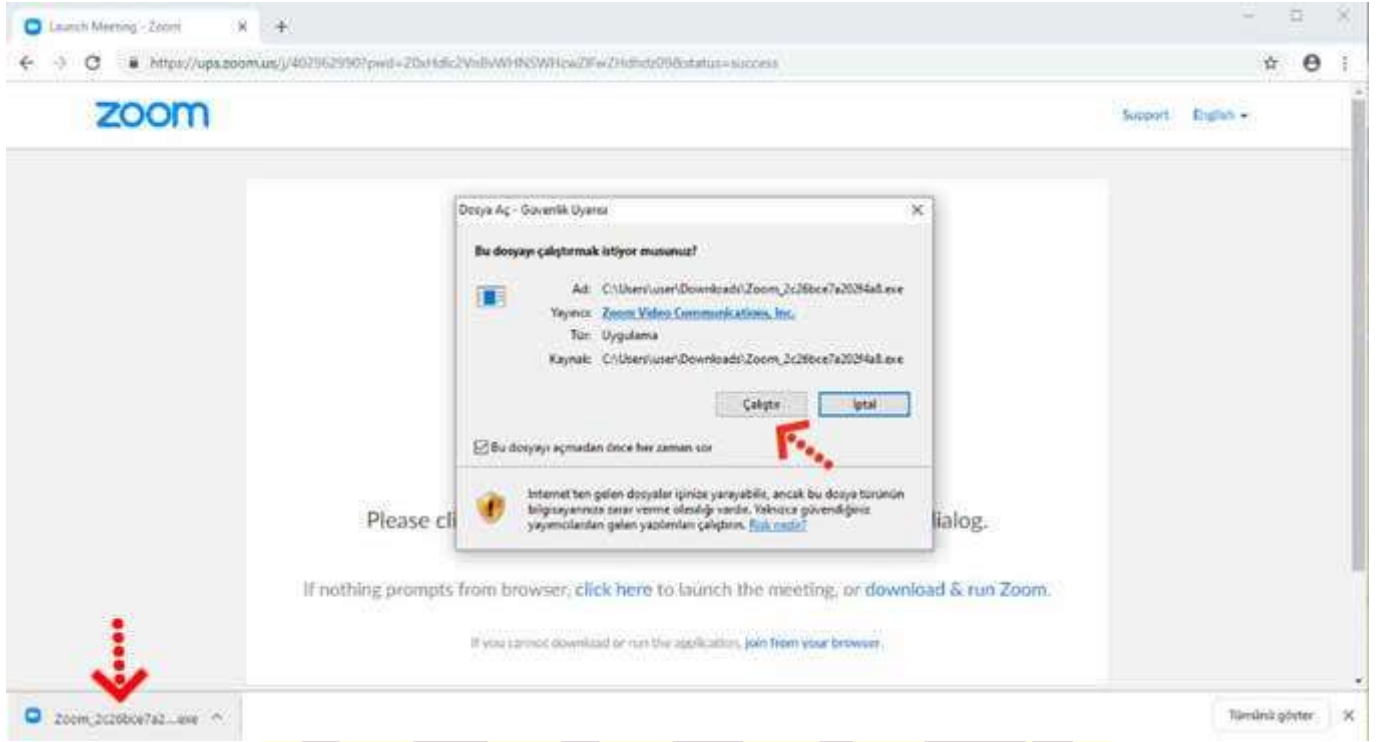 Launch Meeting - Zoom
zoom
Support English
Dosya Aç - Güvenlik Uyarısı
Bu dosyayı çalıştırmak istiyor musunuz?
Ad: C:\Users\user\Downloads\Zoom_2c26bce7a202f4a8.exe
Yayıncı: Zoom Video Communications, Inc.
Tür: Uygulama
Kaynak: C:\Users\user\Downloads\Zoom_2c26bce7a202f4a8.exe
Çalıştır İptal
Bu dosyayı açmadan önce her zaman sor
Internet'ten gelen dosyalar işinize yarayabilir, ancak bu dosya türünün
bilgisayarınıza zarar verme olasılığı vardır. Yalnızca güvendiğiniz
yayımcılardan gelen yazılımları çalıştırın. Risk nedir?
Please cli ialog.
If nothing prompts from browser, click here to launch the meeting, or download & run Zoom.
If you cannot download or run the application, join from your browser.
Zoom_2c26bce7a2...exe
Tümünü göster